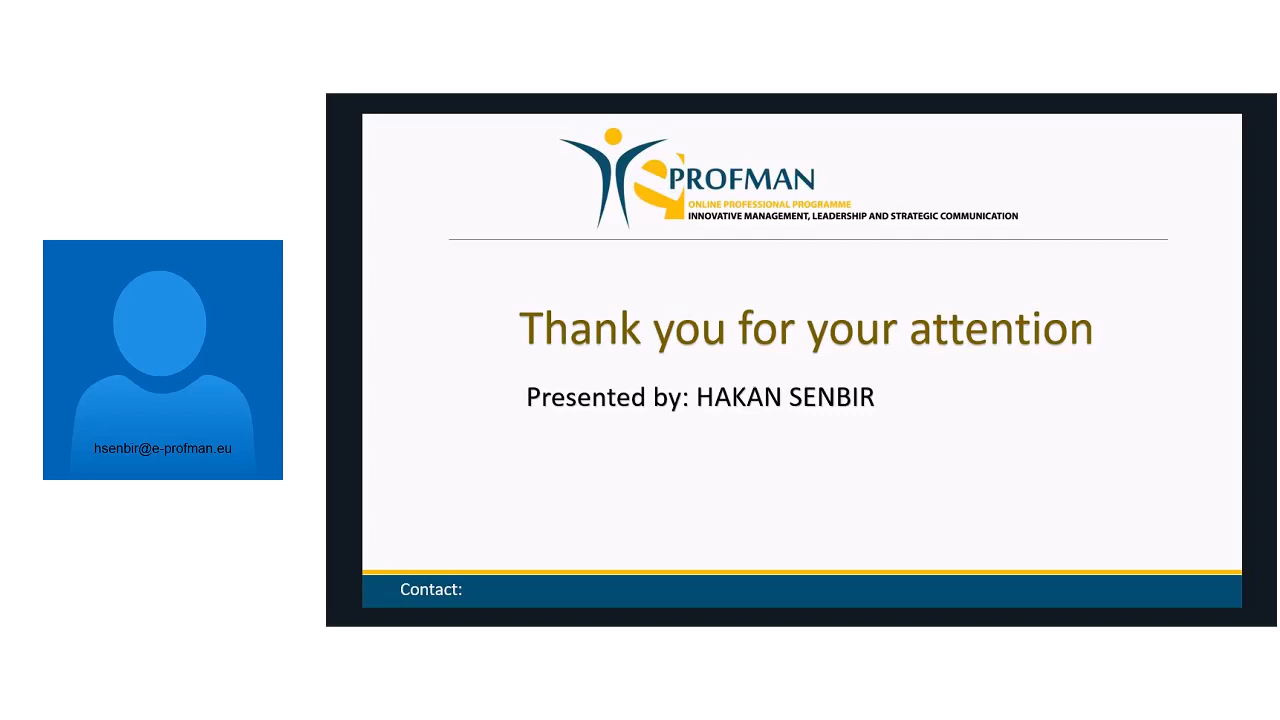 ePROFMAN
ONLINE PROFESSIONAL PROGRAMME
INNOVATIVE MANAGEMENT, LEADERSHIP AND STRATEGIC COMMUNICATION
Thank you for your attention
Presented by: HAKAN SENBIR
hsenbir@e-profman.eu
Contact: